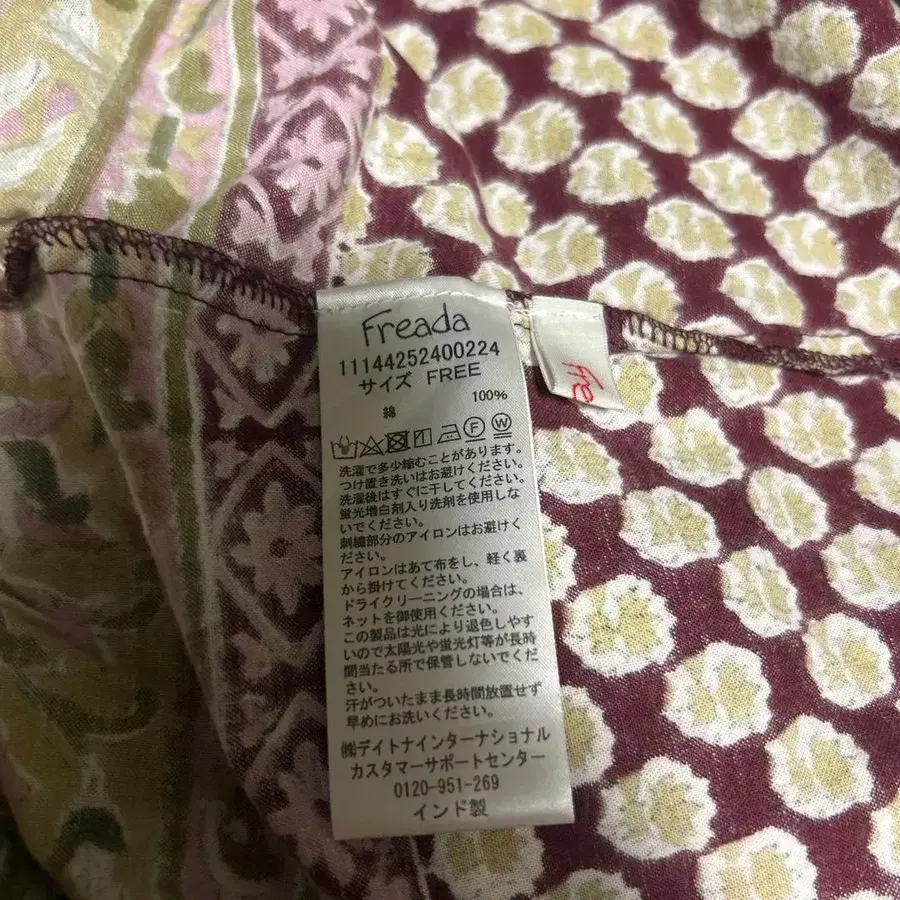 Freada
11144252400224
サイズ FREE
綿 100%
F W
洗濯で多少縮むことがあります。
つけ置き洗いはお避けください。
洗濯後はすぐに干してください。
蛍光増白剤入り洗剤を使用しな
いでください。
刺繍部分のアイロンはお避けく
ださい。
アイロンはあて布をし、軽く裏
から掛けてください。
ドライクリーニングの場合は、
ネットを御使用ください。
この製品は光により退色しやす
いので太陽光や蛍光灯等が長時
間当たる所で保管しないでくだ
さい。
汗がついたまま長時間放置せず
早めにお洗いください。
㈱デイトナインターナショナル
カスタマーサポートセンター
0120-951-269
インド製
fre